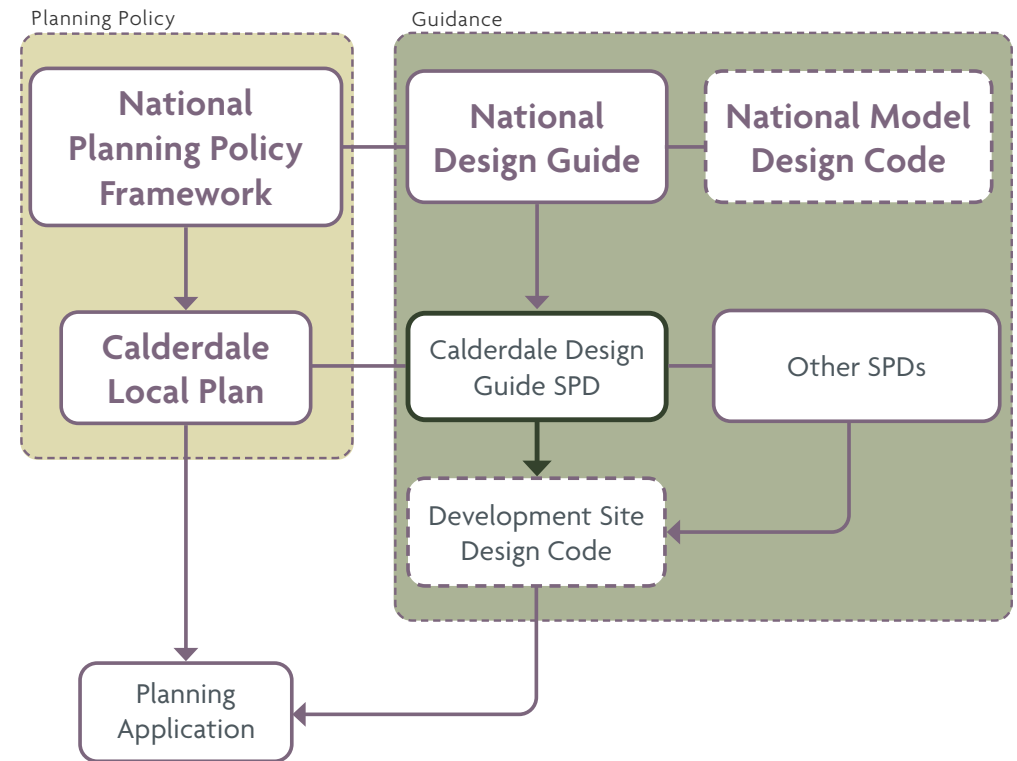 Planning Policy
Guidance
National
Planning Policy
Framework
National
Design Guide
National Model
Design Code
Calderdale
Local Plan
Calderdale Design
Guide SPD
Other SPDs
Development Site
Design Code
Planning
Application